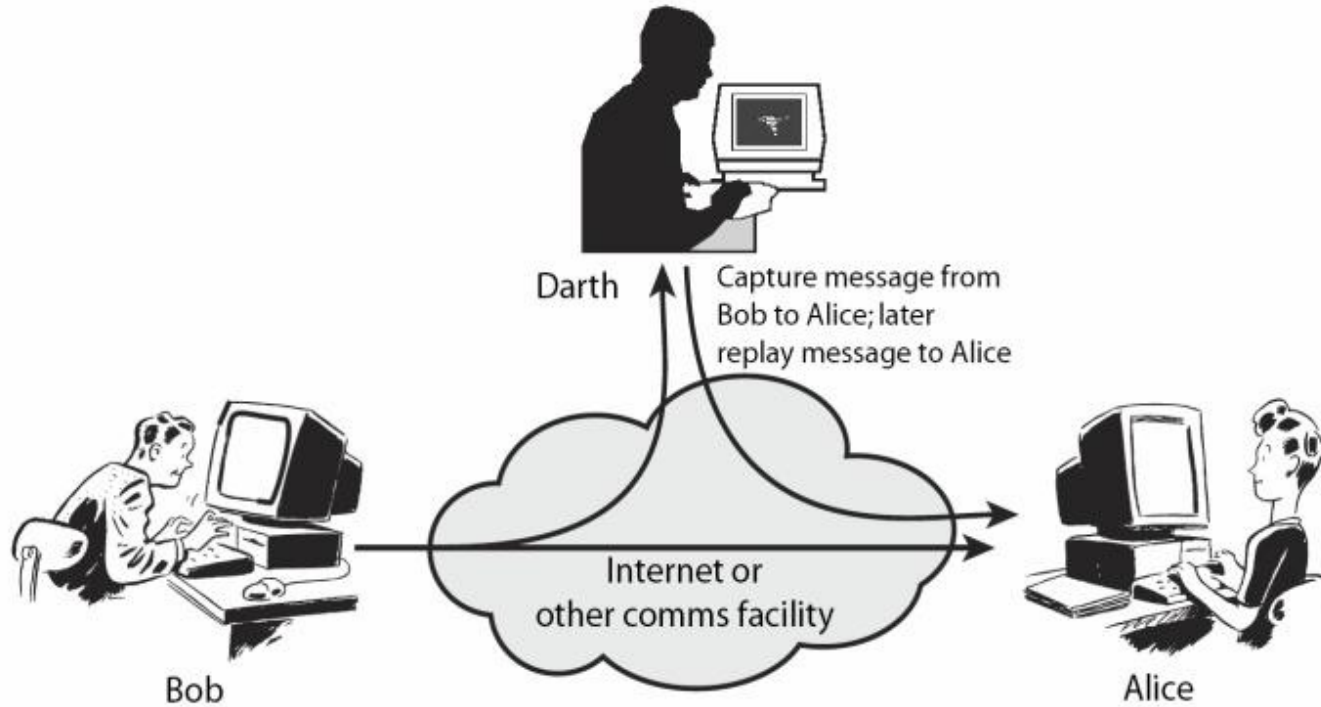 Darth
Capture message from
Bob to Alice; later
replay message to Alice
Internet or
other comms facility
Bob
Alice